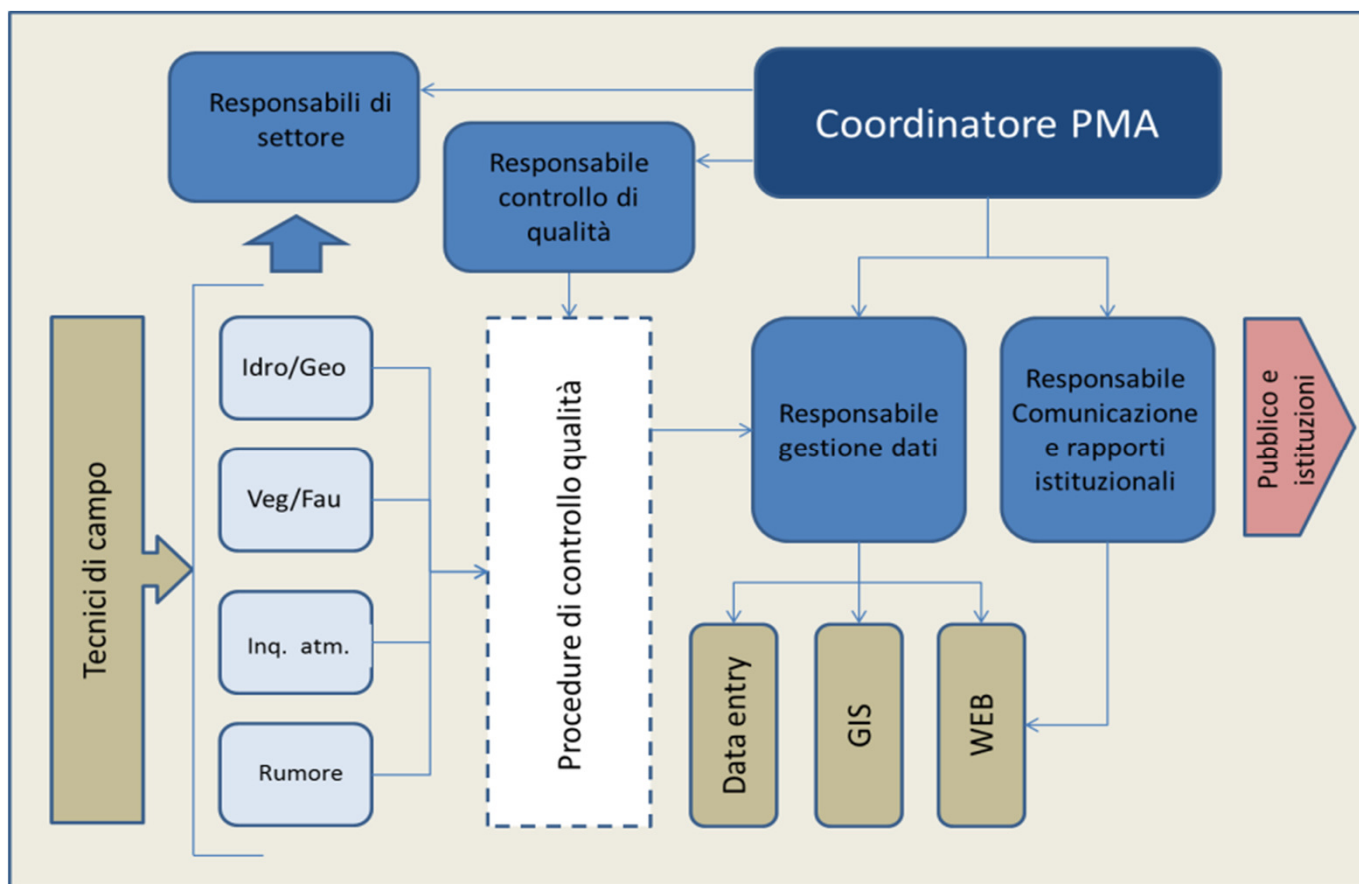 Responsabili di
settore
Coordinatore PMA
Responsabile
controllo di
qualità
Tecnici di campo
Idro/Geo
Veg/Fau
Inq. atm.
Rumore
Procedure di controllo qualità
Responsabile
gestione dati
Responsabile
Comunicazione
e rapporti
istituzionali
Pubblico e
istituzioni
Data entry
GIS
WEB